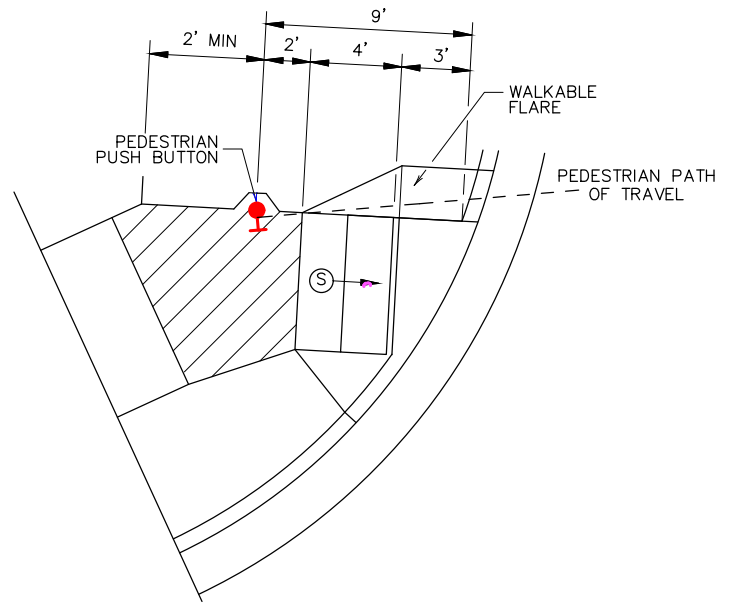 9'
2' MIN
2'
4'
3'
WALKABLE
FLARE
PEDESTRIAN
PUSH BUTTON
PEDESTRIAN PATH
OF TRAVEL
S